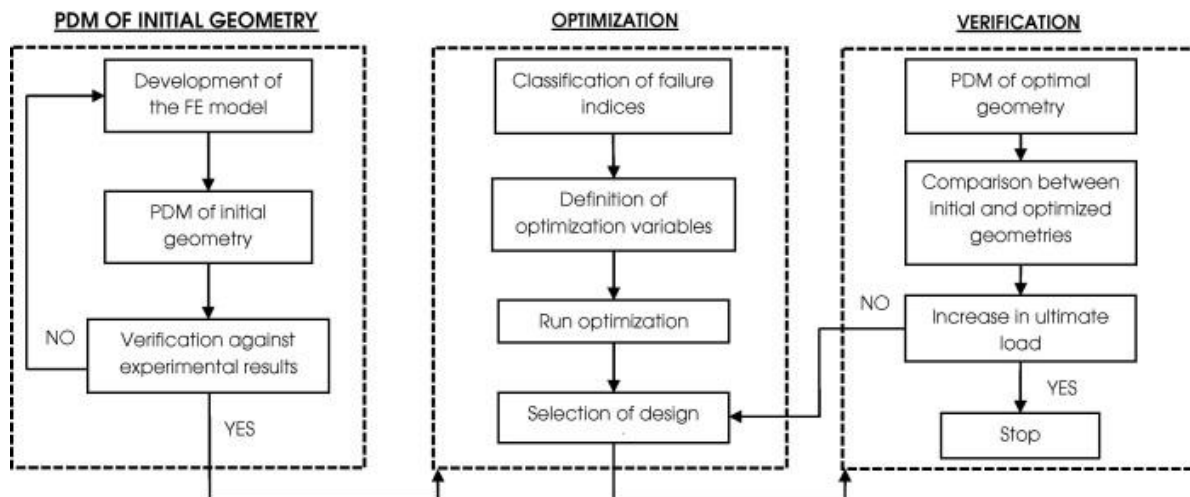 PDM OF INITIAL GEOMETRY
Development of
the FE model
PDM of initial
geometry
NO
Verification against
experimental results
YES
OPTIMIZATION
Classification of failure
indices
Definition of
optimization variables
Run optimization
Selection of design
VERIFICATION
PDM of optimal
geometry
Comparison between
initial and optimized
geometries
NO
Increase in ultimate
load
YES
Stop